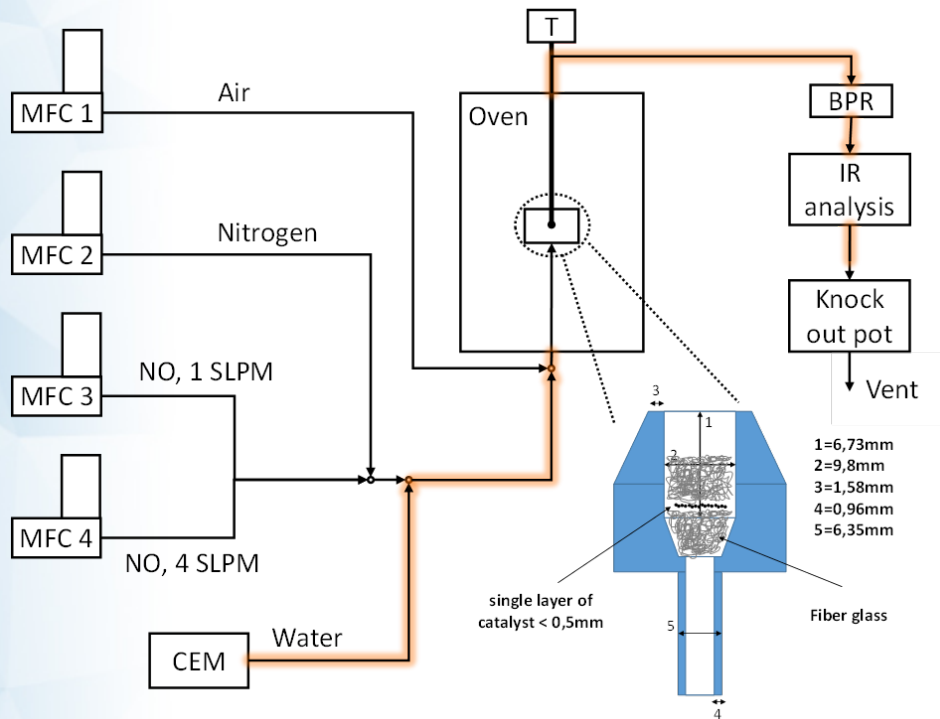 T
MFC 1
Air
Oven
BPR
IR
analysis
MFC 2
Nitrogen
Knock
out pot
MFC 3
NO, 1 SLPM
Vent
MFC 4
NO, 4 SLPM
Water
CEM
3
1
2
5
4
1=6,73mm
2=9,8mm
3=1,58mm
4=0,96mm
5=6,35mm
single layer of
catalyst < 0,5mm
Fiber glass